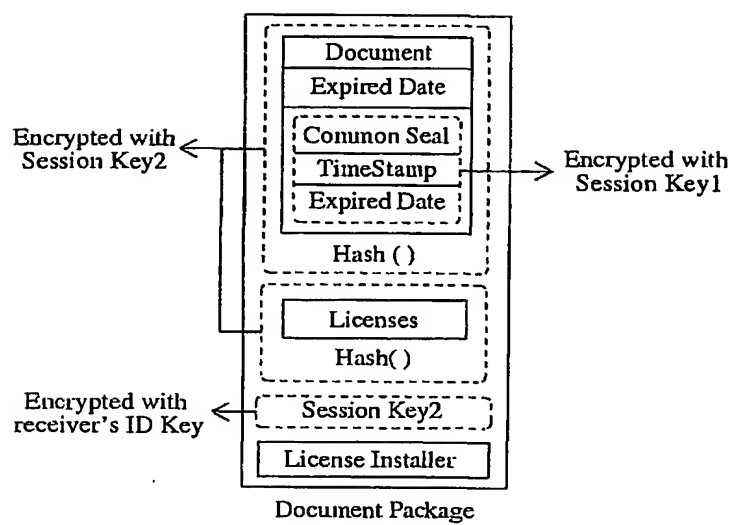 Document
Expired Date
Common Seal
TimeStamp
Expired Date
Hash ( )
Encrypted with
Session Key2
Encrypted with
Session Key1
Licenses
Hash( )
Encrypted with
receiver's ID Key
Session Key2
License Installer
Document Package